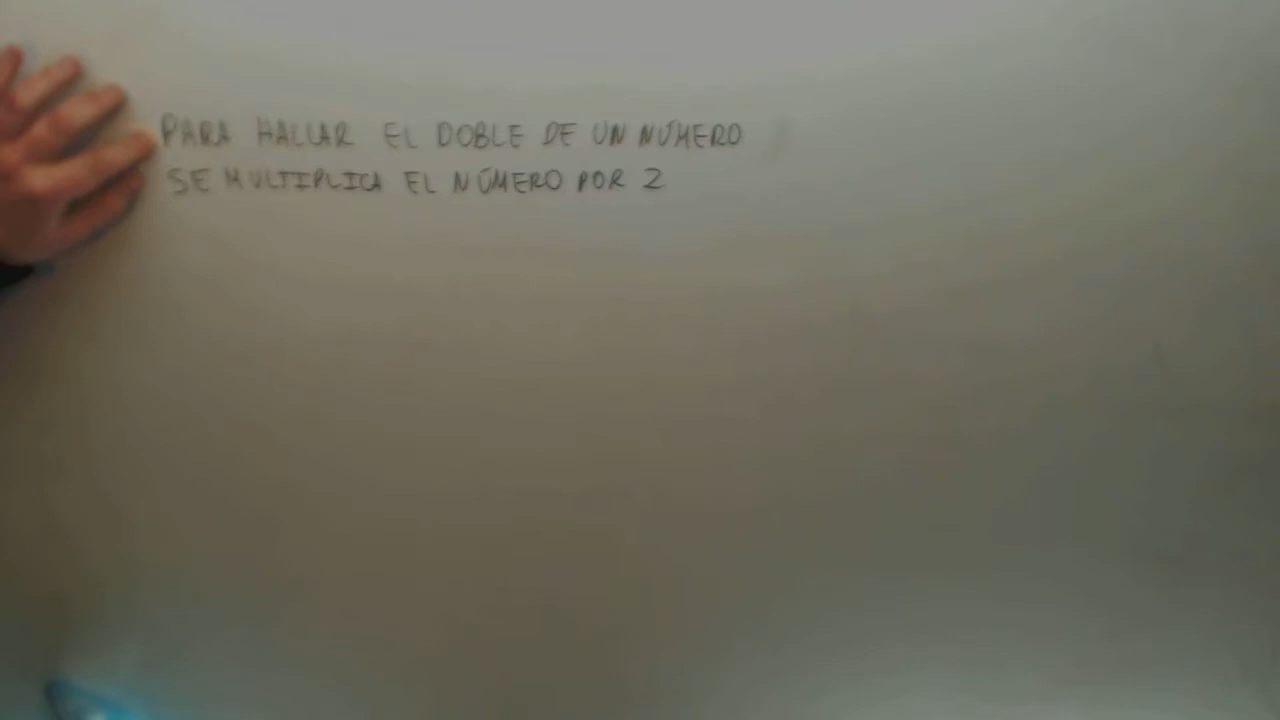 PARA HALLAR EL DOBLE DE UN NÚMERO
SE MULTIPLICA EL NÚMERO POR 2